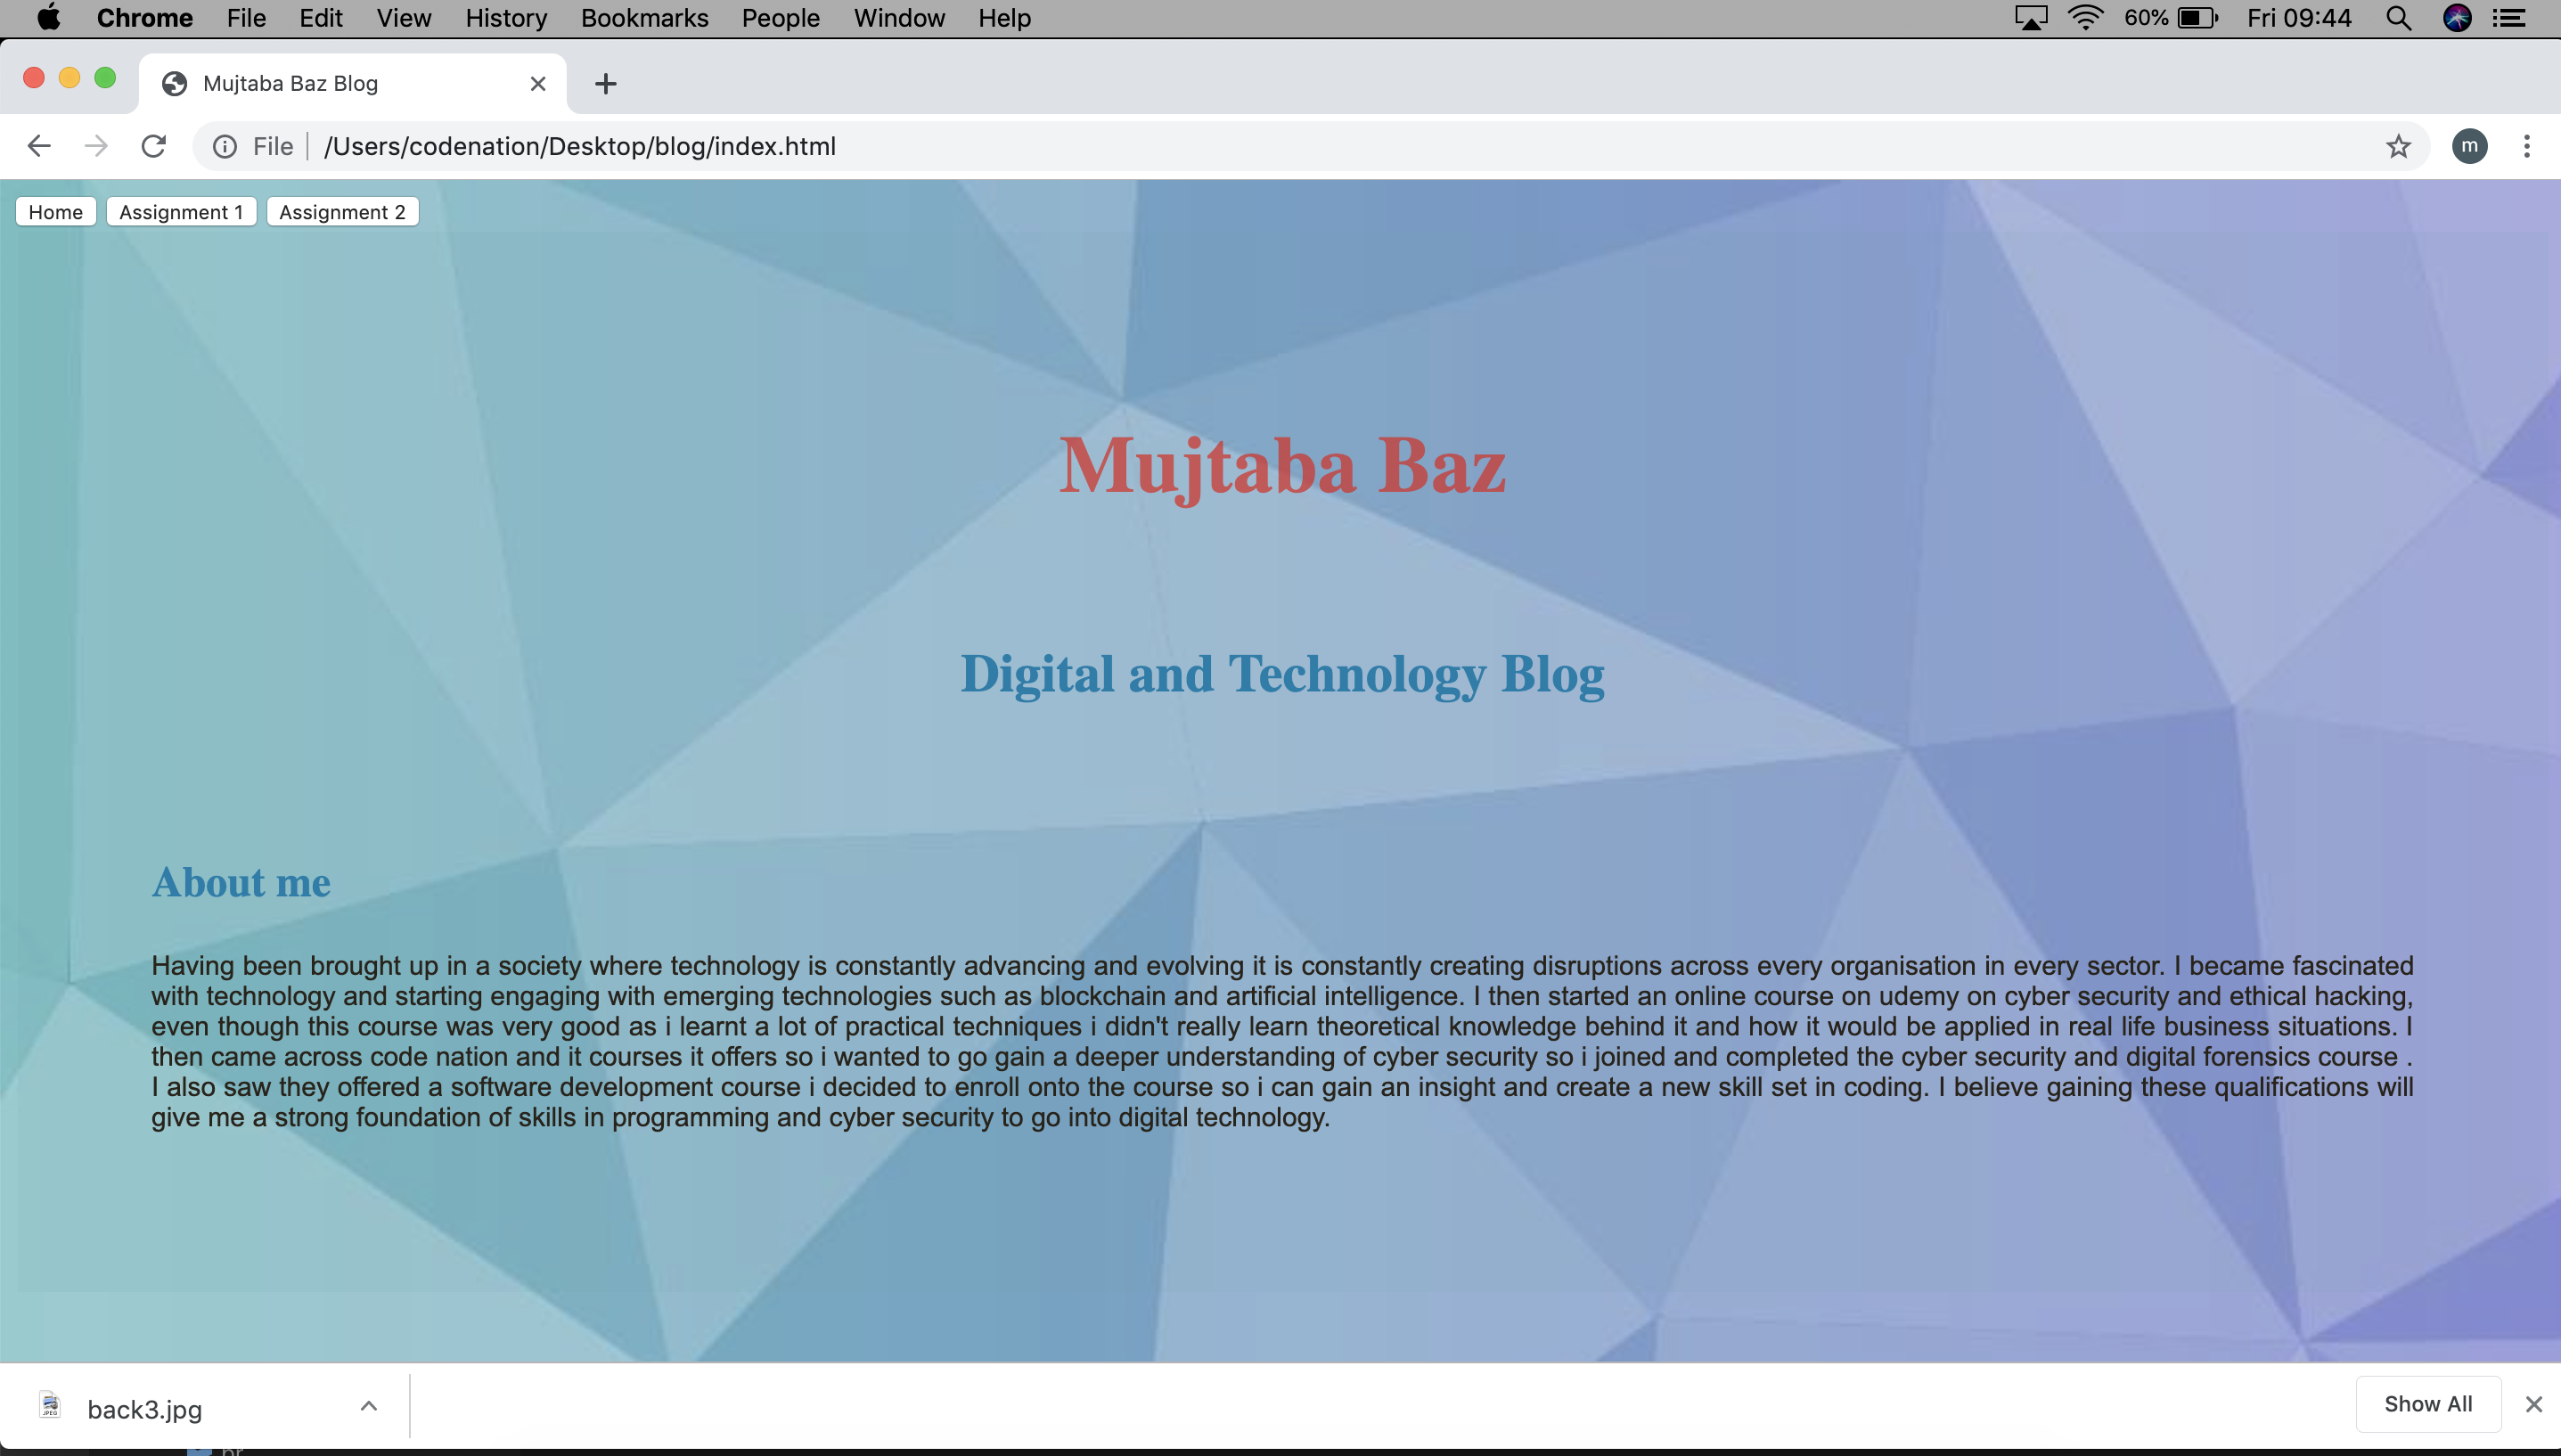 Chrome File Edit View History Bookmarks People Window Help 60% Fri 09:44
Mujtaba Baz Blog
File /Users/codenation/Desktop/blog/index.html m
Home Assignment 1 Assignment 2
Mujtaba Baz
Digital and Technology Blog
About me
Having been brought up in a society where technology is constantly advancing and evolving it is constantly creating disruptions across every organisation in every sector. I became fascinated
with technology and starting engaging with emerging technologies such as blockchain and artificial intelligence. I then started an online course on udemy on cyber security and ethical hacking,
even though this course was very good as i learnt a lot of practical techniques i didn't really learn theoretical knowledge behind it and how it would be applied in real life business situations. I
then came across code nation and it courses it offers so i wanted to go gain a deeper understanding of cyber security so i joined and completed the cyber security and digital forensics course .
I also saw they offered a software development course i decided to enroll onto the course so i can gain an insight and create a new skill set in coding. I believe gaining these qualifications will
give me a strong foundation of skills in programming and cyber security to go into digital technology.
JPEG back3.jpg Show All